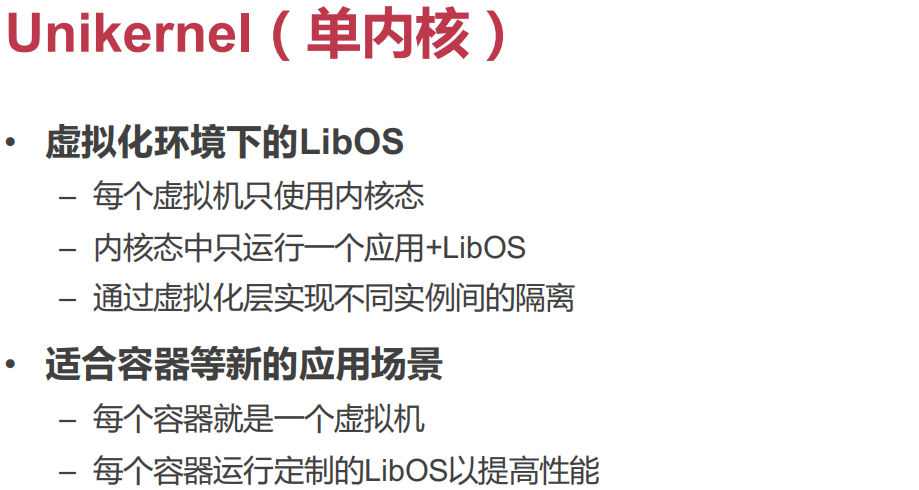 Unikernel（单内核）
• 虚拟化环境下的LibOS
– 每个虚拟机只使用内核态
– 内核态中只运行一个应用+LibOS
– 通过虚拟化层实现不同实例间的隔离
• 适合容器等新的应用场景
– 每个容器就是一个虚拟机
– 每个容器运行定制的LibOS以提高性能